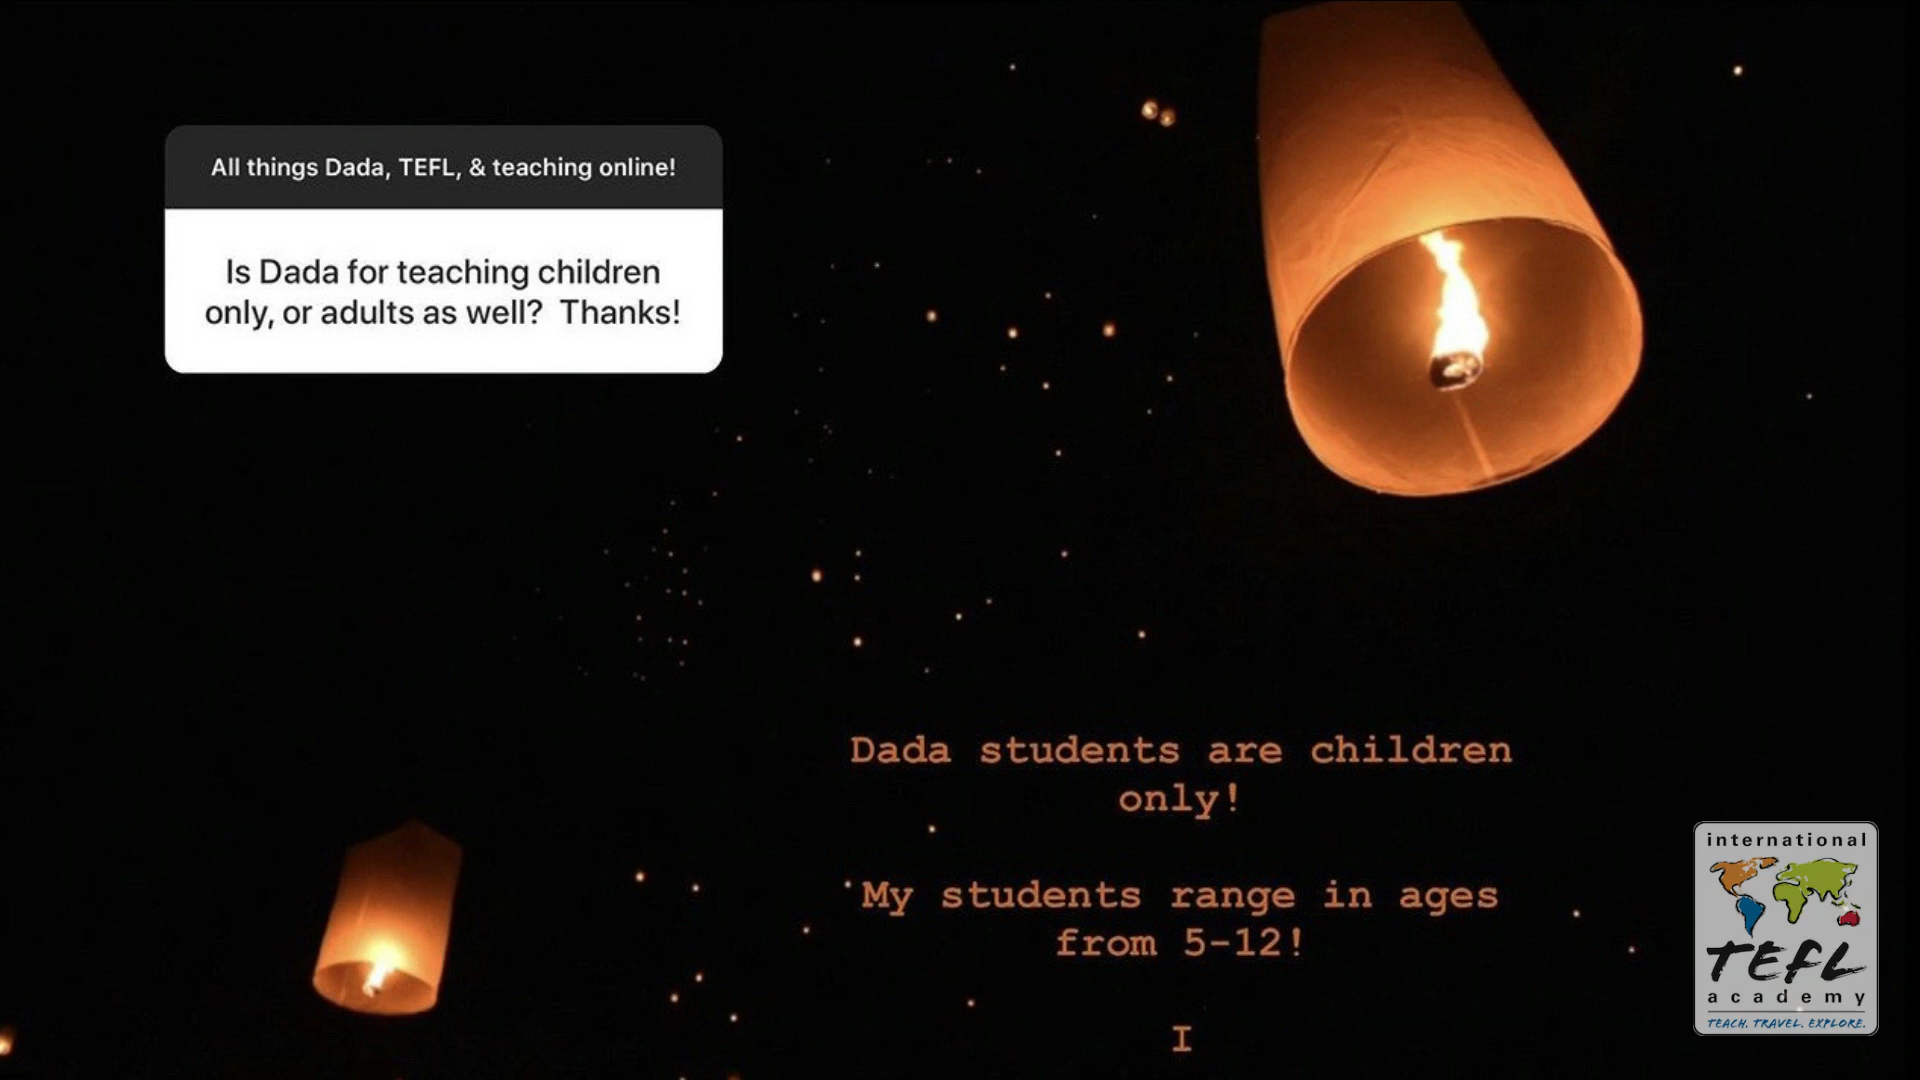 All things Dada, TEFL, & teaching online!
Is Dada for teaching children
only, or adults as well? Thanks!
Dada students are children
only!
My students range in ages
from 5-12!
I
international
TEFL
academy
TEACH. TRAVEL. EXPLORE.